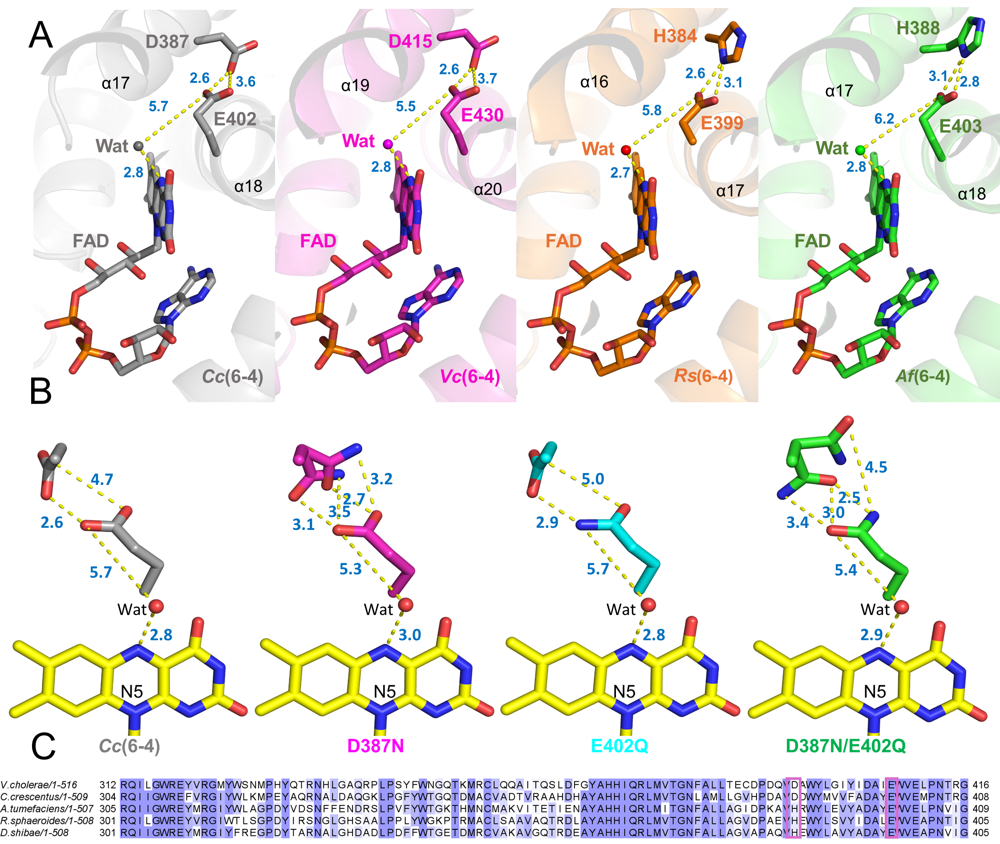 A
D387
D415
H384
H388
2.6
3.6
2.6
3.7
2.6
3.1
3.1
2.8
α17
α19
α16
α17
5.7
5.5
5.8
6.2
E402
E430
E399
E403
Wat
Wat
Wat
Wat
2.8
2.8
2.7
2.8
α18
α20
α17
α18
FAD
FAD
FAD
FAD
Cc(6-4)
Vc(6-4)
Rs(6-4)
Af(6-4)
B
4.7
2.6
5.7
Wat
2.8
N5
Cc(6-4)
3.2
2.7
3.5
3.1
5.3
Wat
3.0
N5
D387N
5.0
2.9
5.7
Wat
2.8
N5
E402Q
4.5
2.5
3.0
3.4
5.4
Wat
2.9
N5
D387N/E402Q
C
V.cholerae/1-516 312 RQILGWREYVRGMYWSNMPHYQTRNHLGAQRPLPSYFWNGQTKMRCLQQAITQSLDFGYAHHIQRLMVTGNFALLTECDPDQVDAWYLGIYIDAIEWVELPNTRG 416
C.crescentus/1-509 304 RQIIGWREFVRGIYWLKMPEYAQRNALDAQGKLPGFYWTGQTDMACVADTVRAAHDHAYAHHIQRLMVTGNLAMLLGVHPDAVDDWYMVVFADAYEWVEMPNTRG 408
A.tumefaciens/1-507 305 RQIIGWREYMRGIYWLAGPDYVDSNFFENDRSLPVFYWTGKTHMNCMAKVITETIENAYAHHIQRLMITGNFALLAGIDPKAVHRWYLEVYADAYEWVELPNVIG 409
R.sphaeroides/1-508 301 RQILGWREYVRGIWTLSGPDYIRSNGLGHSAALPPLYWGKPTRMACLSAAVAQTRDLAYAHHIQRLMVTGNFALLAGVDPAEVHEWYLSVYIDALEWVEAPNTIG 405
D.shibae/1-508 301 RQIIGWREYMRGIYFREGPDYTARNALGHDADLPDFFWTGETDMRCVAKAVGQTRDEAYAHHIQRLMVTGNFALLAGVAPAQVHEWYLAVYADAYEWVEAPNVIG 405